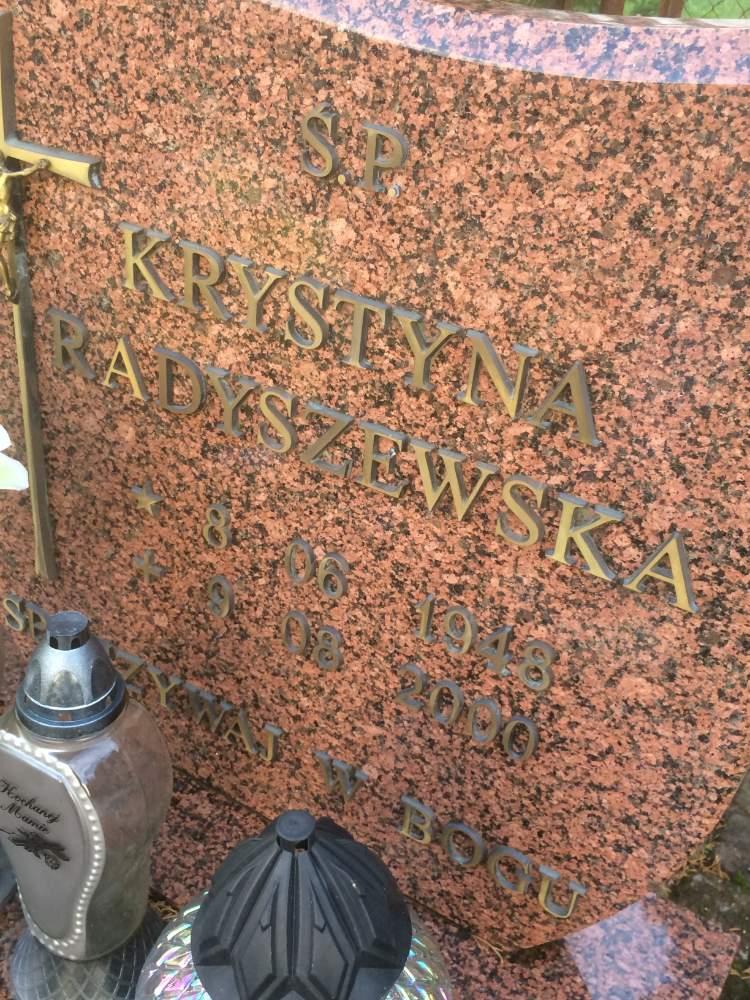 Ś.P.
KRYSTYNA
RADYSZEWSKA
* 8 06 1948
+ 9 08 2000
W BOGU
Kochanej
Mamie